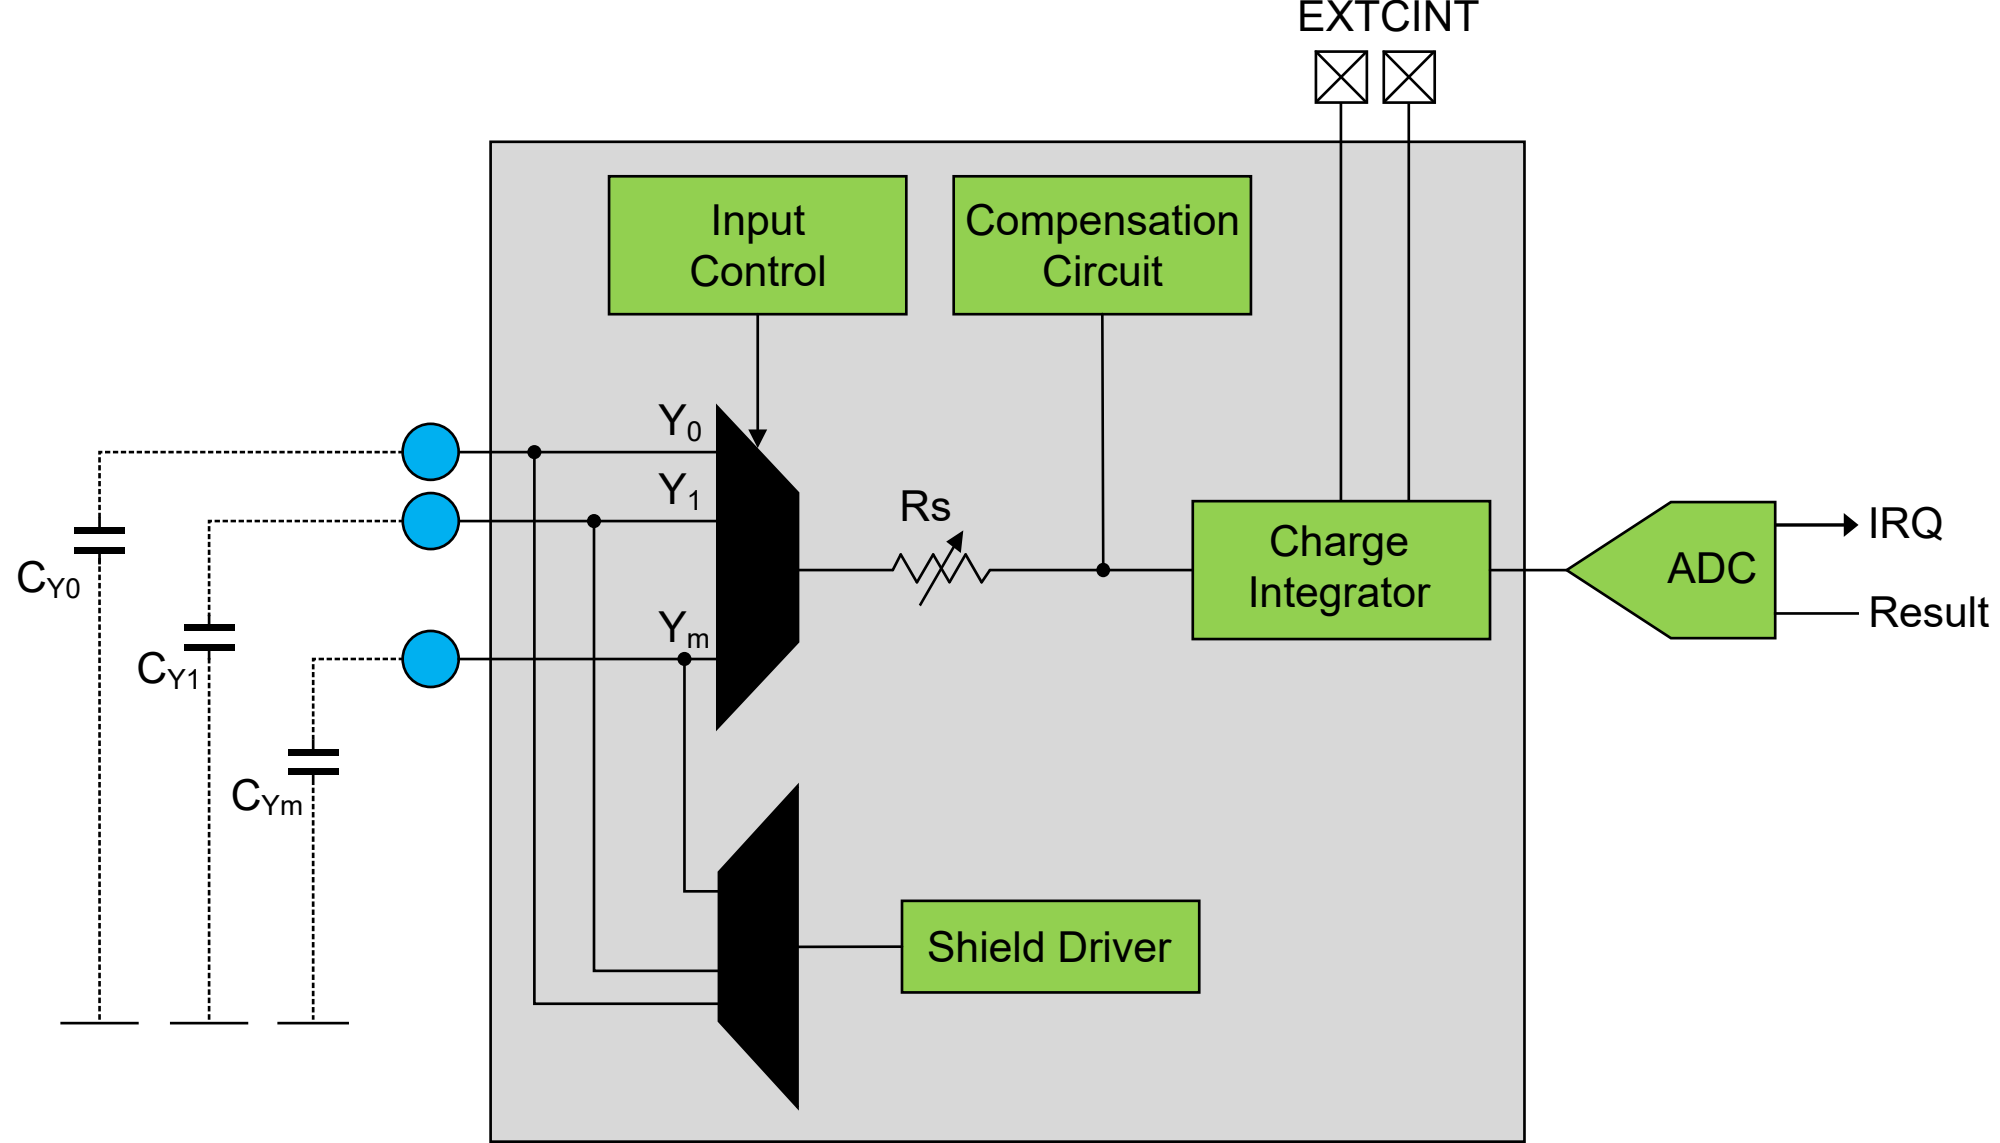 EXTCINT
Input
Control
Compensation
Circuit
Y0
Y1
Rs
Charge
Integrator
ADC
IRQ
Result
CY0
Ym
CY1
CYm
Shield Driver